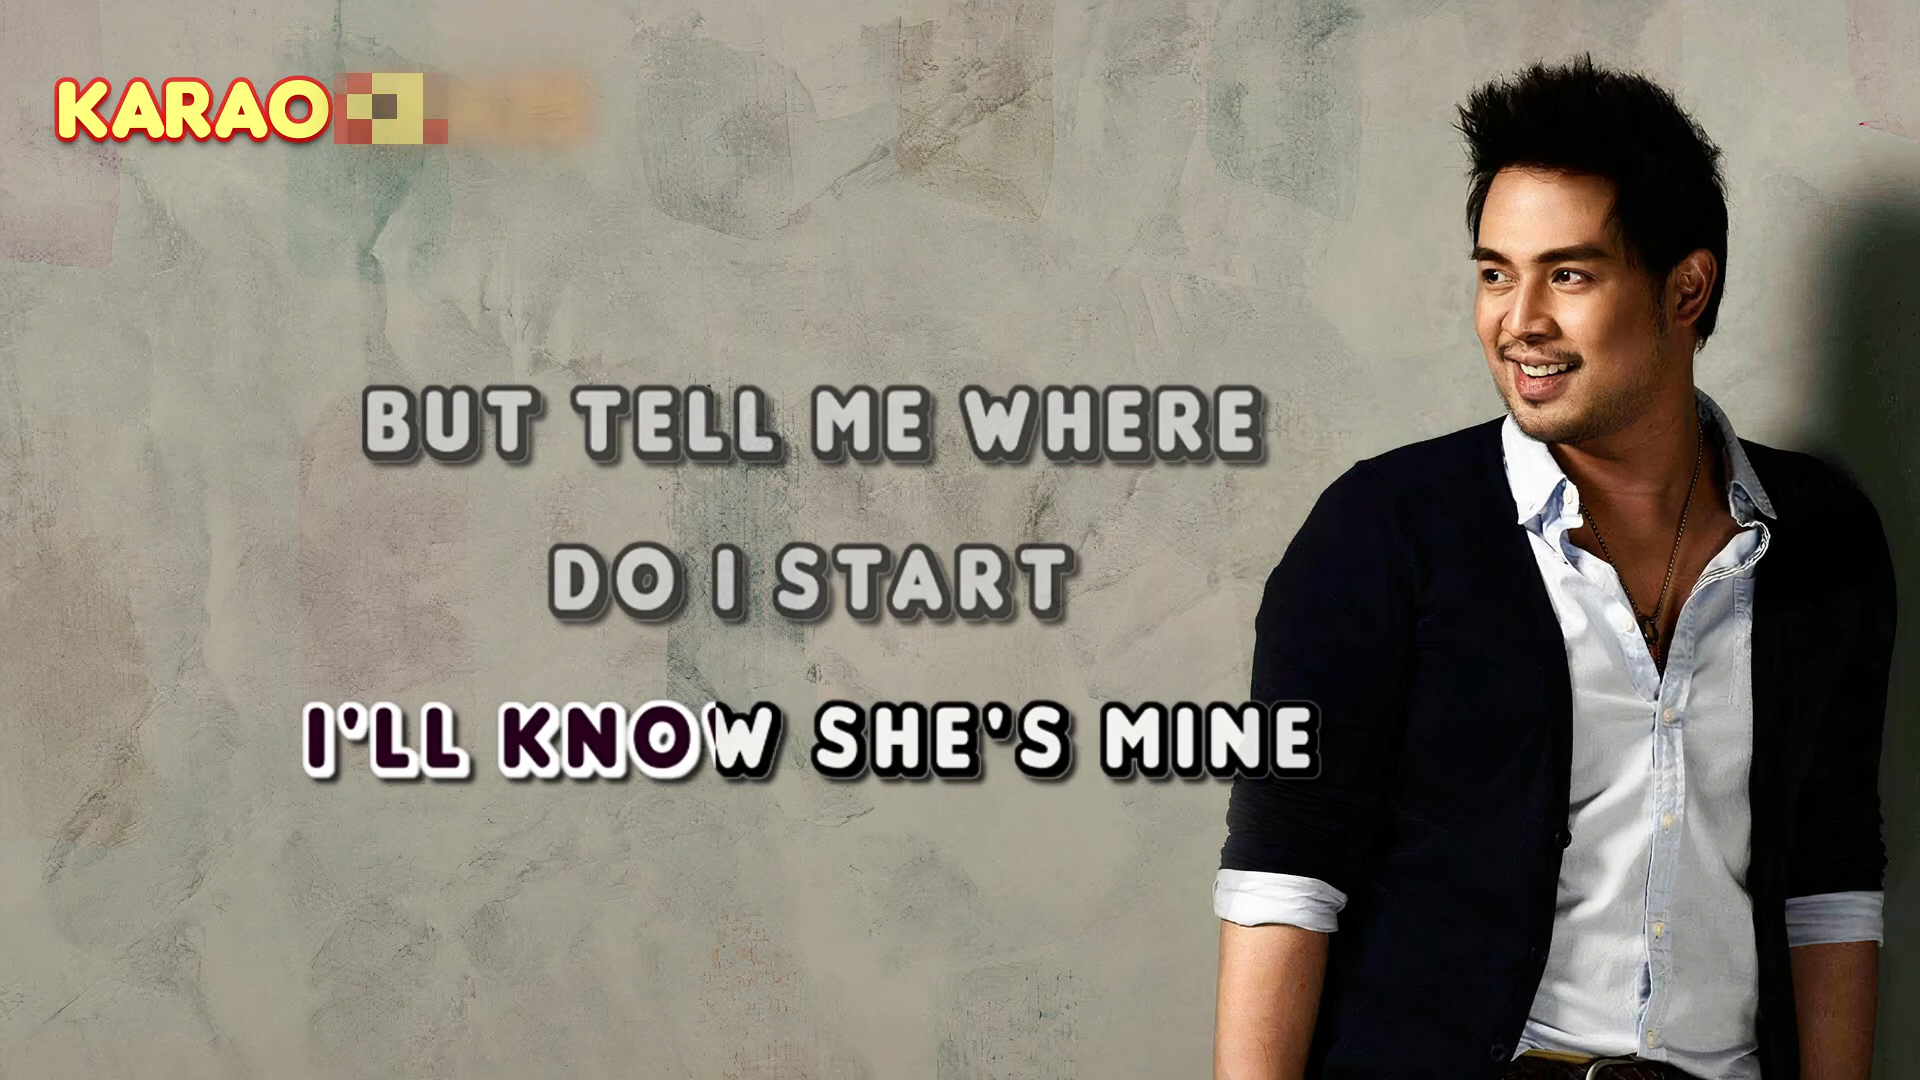 KARAO
BUT TELL ME WHERE
DO I START
I'LL KNOW SHE'S MINE